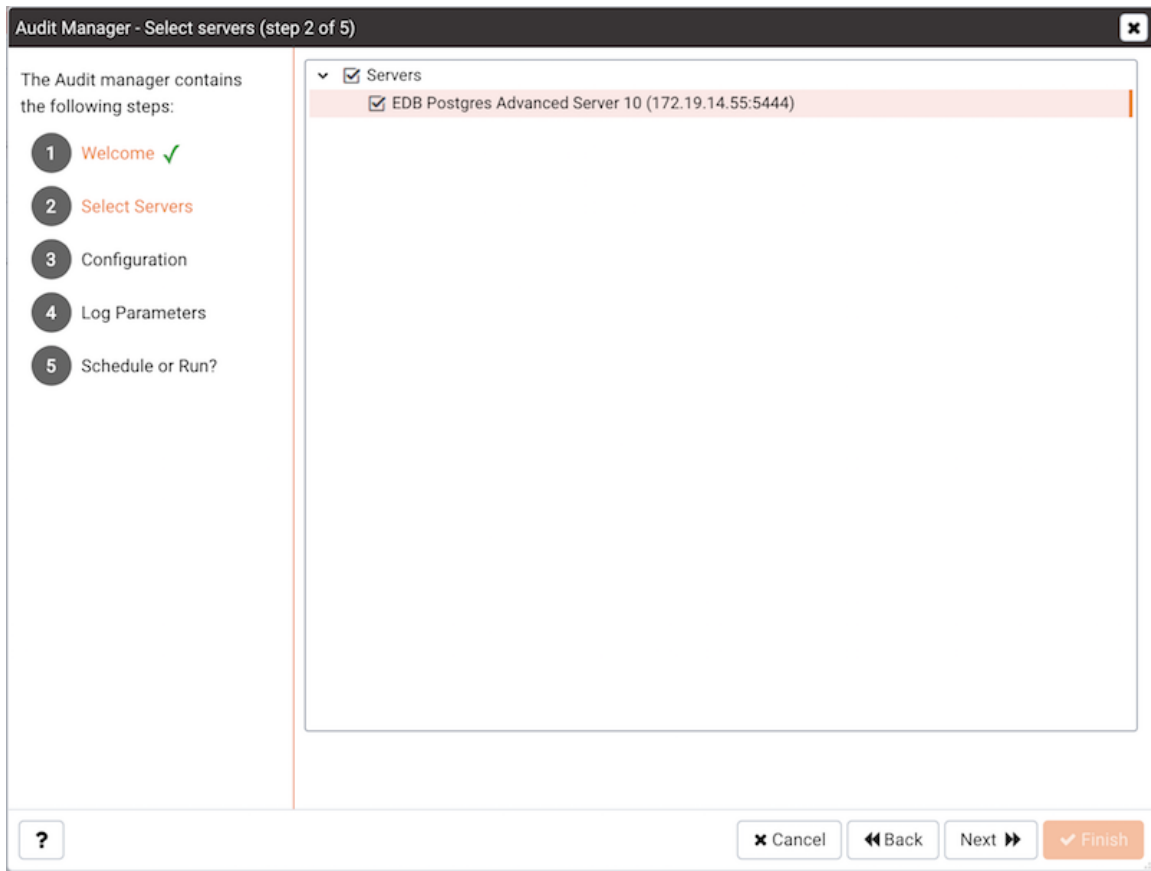 Audit Manager - Select servers (step 2 of 5)
The Audit manager contains
the following steps:
1 Welcome
2 Select Servers
3 Configuration
4 Log Parameters
5 Schedule or Run?
Servers
EDB Postgres Advanced Server 10 (172.19.14.55:5444)
?
Cancel
Back
Next
Finish